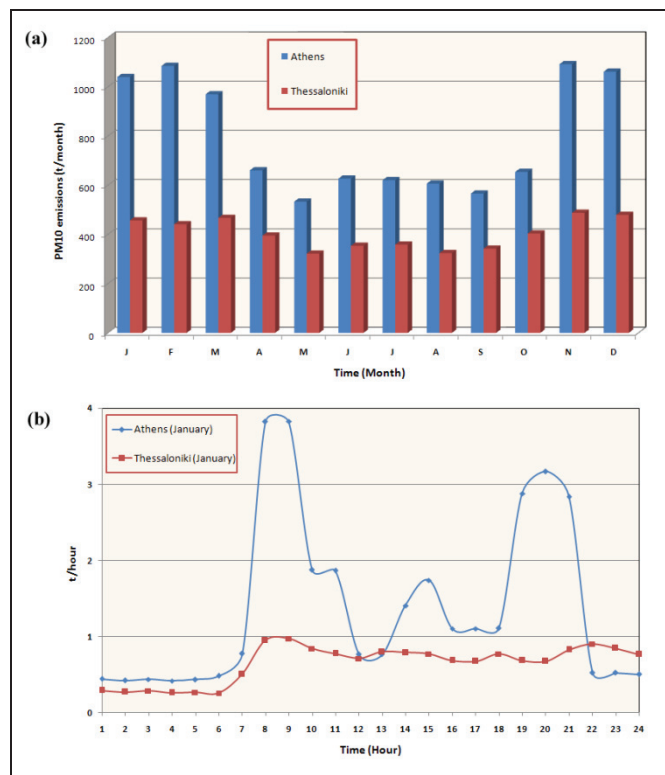 (a)
PM10 emissions (t/month)
1200
1000
800
600
400
200
0
Athens
Thessaloniki
J F M A M J J A S O N D
Time (Month)
(b)
t/hour
4
3
2
1
0
Athens (January)
Thessaloniki (January)
1 2 3 4 5 6 7 8 9 10 11 12 13 14 15 16 17 18 19 20 21 22 23 24
Time (Hour)